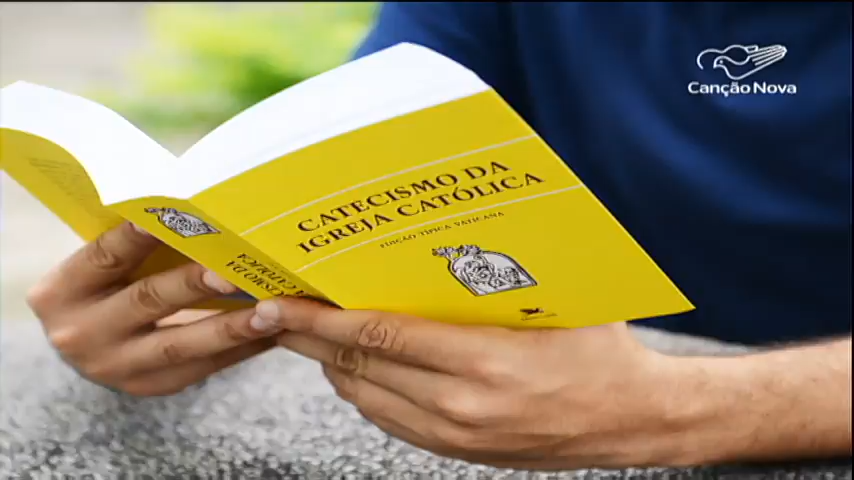 Canção Nova
CATECISMO DA
IGREJA CATÓLICA
EDIÇÃO TÍPICA VATICANA